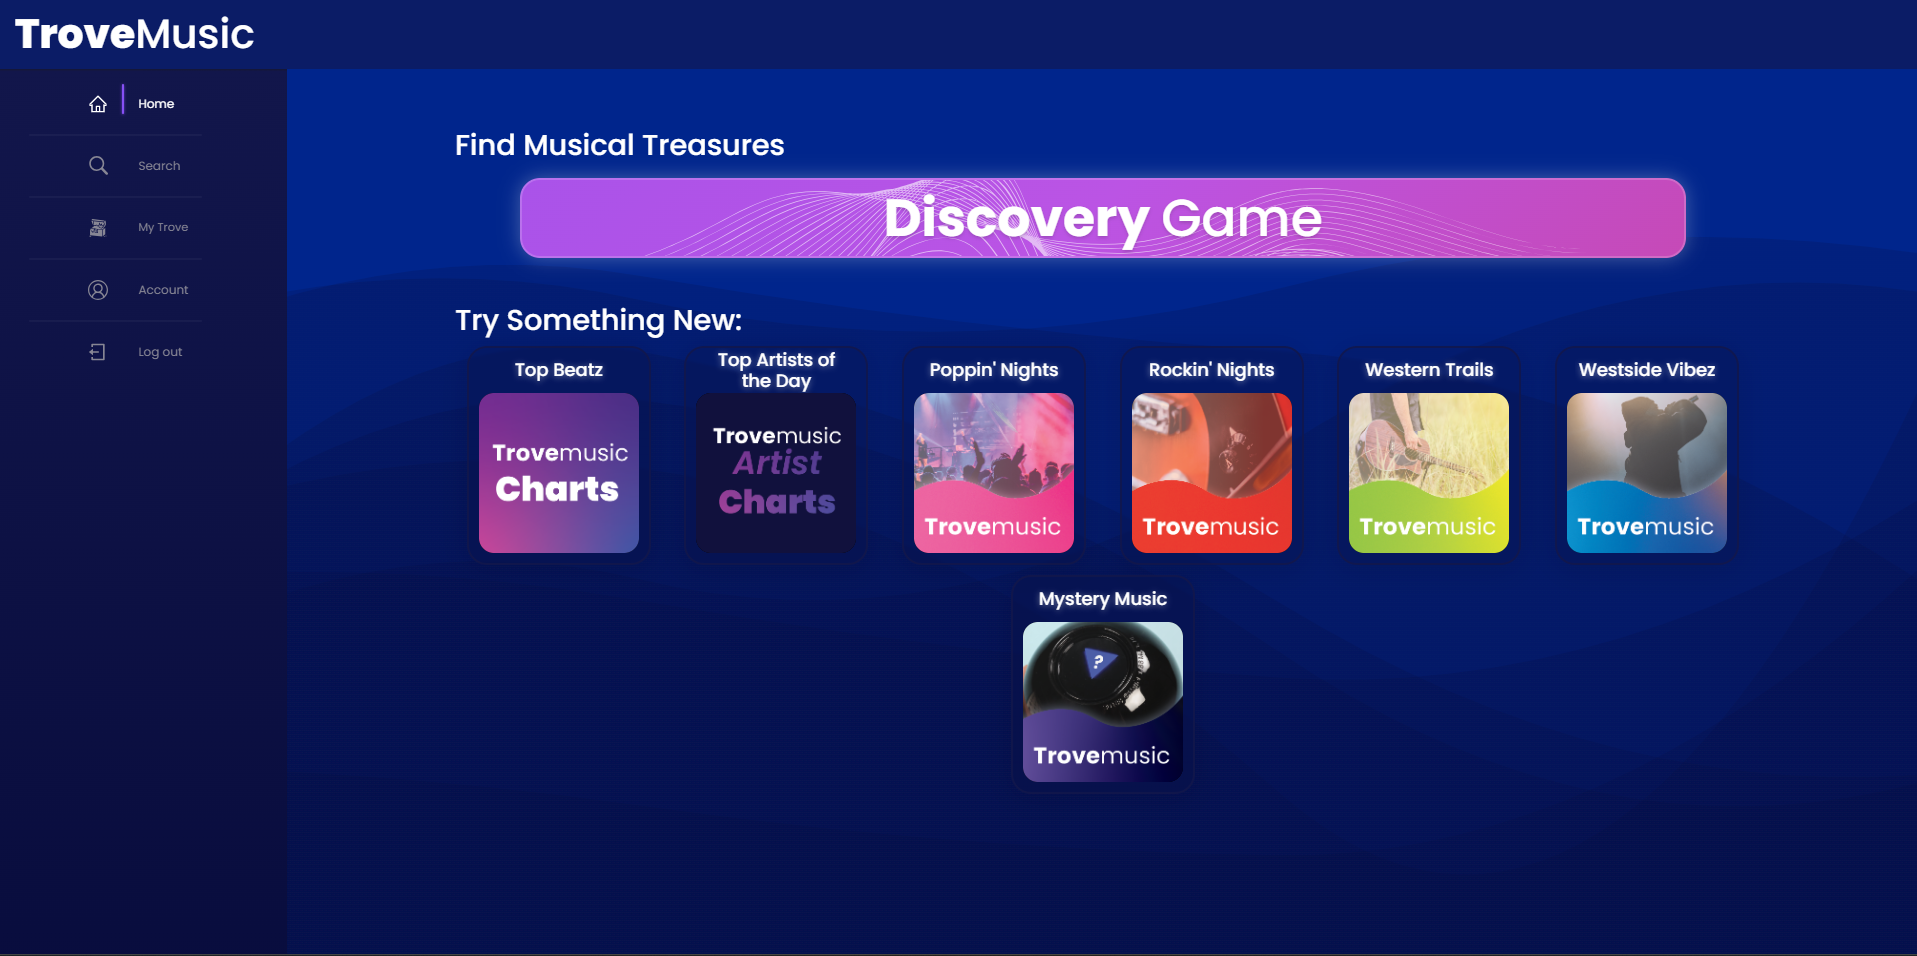 TroveMusic
Home
Search
My Trove
Account
Log out
Find Musical Treasures
Discovery Game
Try Something New:
Top Beatz
Trovemusic
Charts
Top Artists of
the Day
Trovemusic
Artist
Charts
Poppin' Nights
Trovemusic
Rockin' Nights
Trovemusic
Western Trails
Trovemusic
Westside Vibez
Trovemusic
Mystery Music
?
Trovemusic